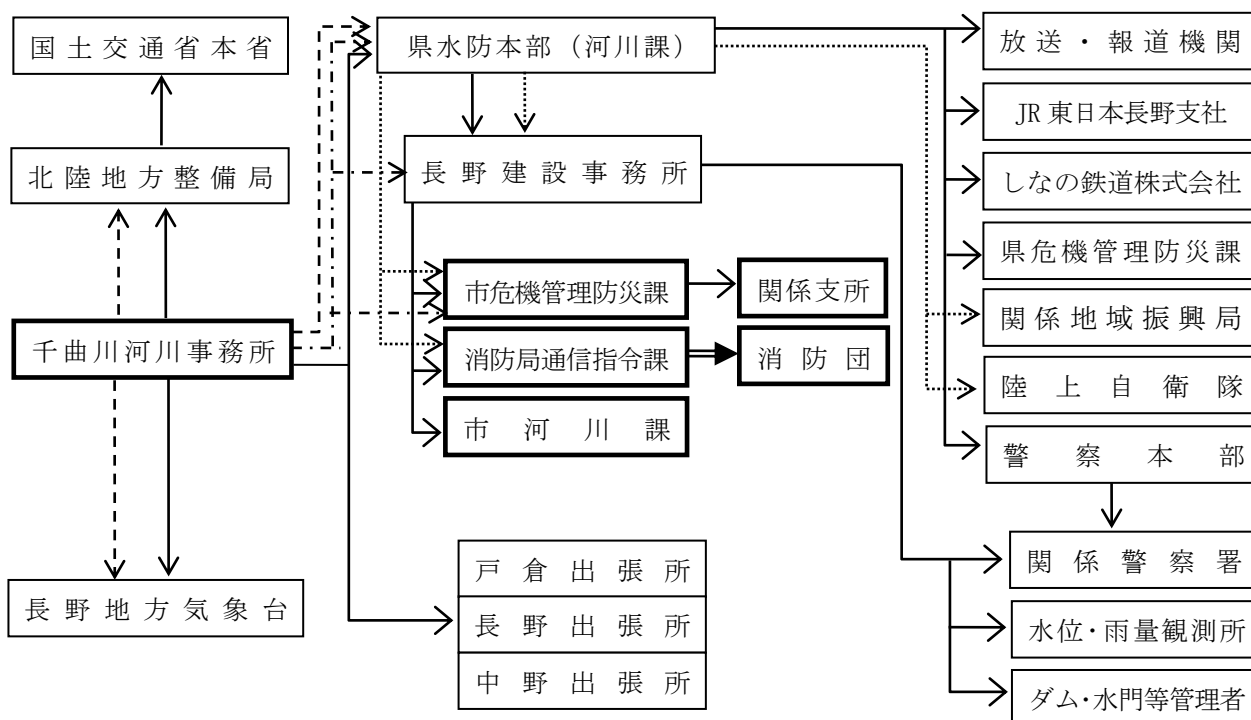 国土交通省本省
北陸地方整備局
千曲川河川事務所
長野地方気象台
県水防本部（河川課）
長野建設事務所
市危機管理防災課
関係支所
消防局通信指令課
消防団
市河川課
戸倉出張所
長野出張所
中野出張所
放送・報道機関
JR東日本長野支社
しなの鉄道株式会社
県危機管理防災課
関係地域振興局
陸上自衛隊
警察本部
関係警察署
水位・雨量観測所
ダム・水門等管理者